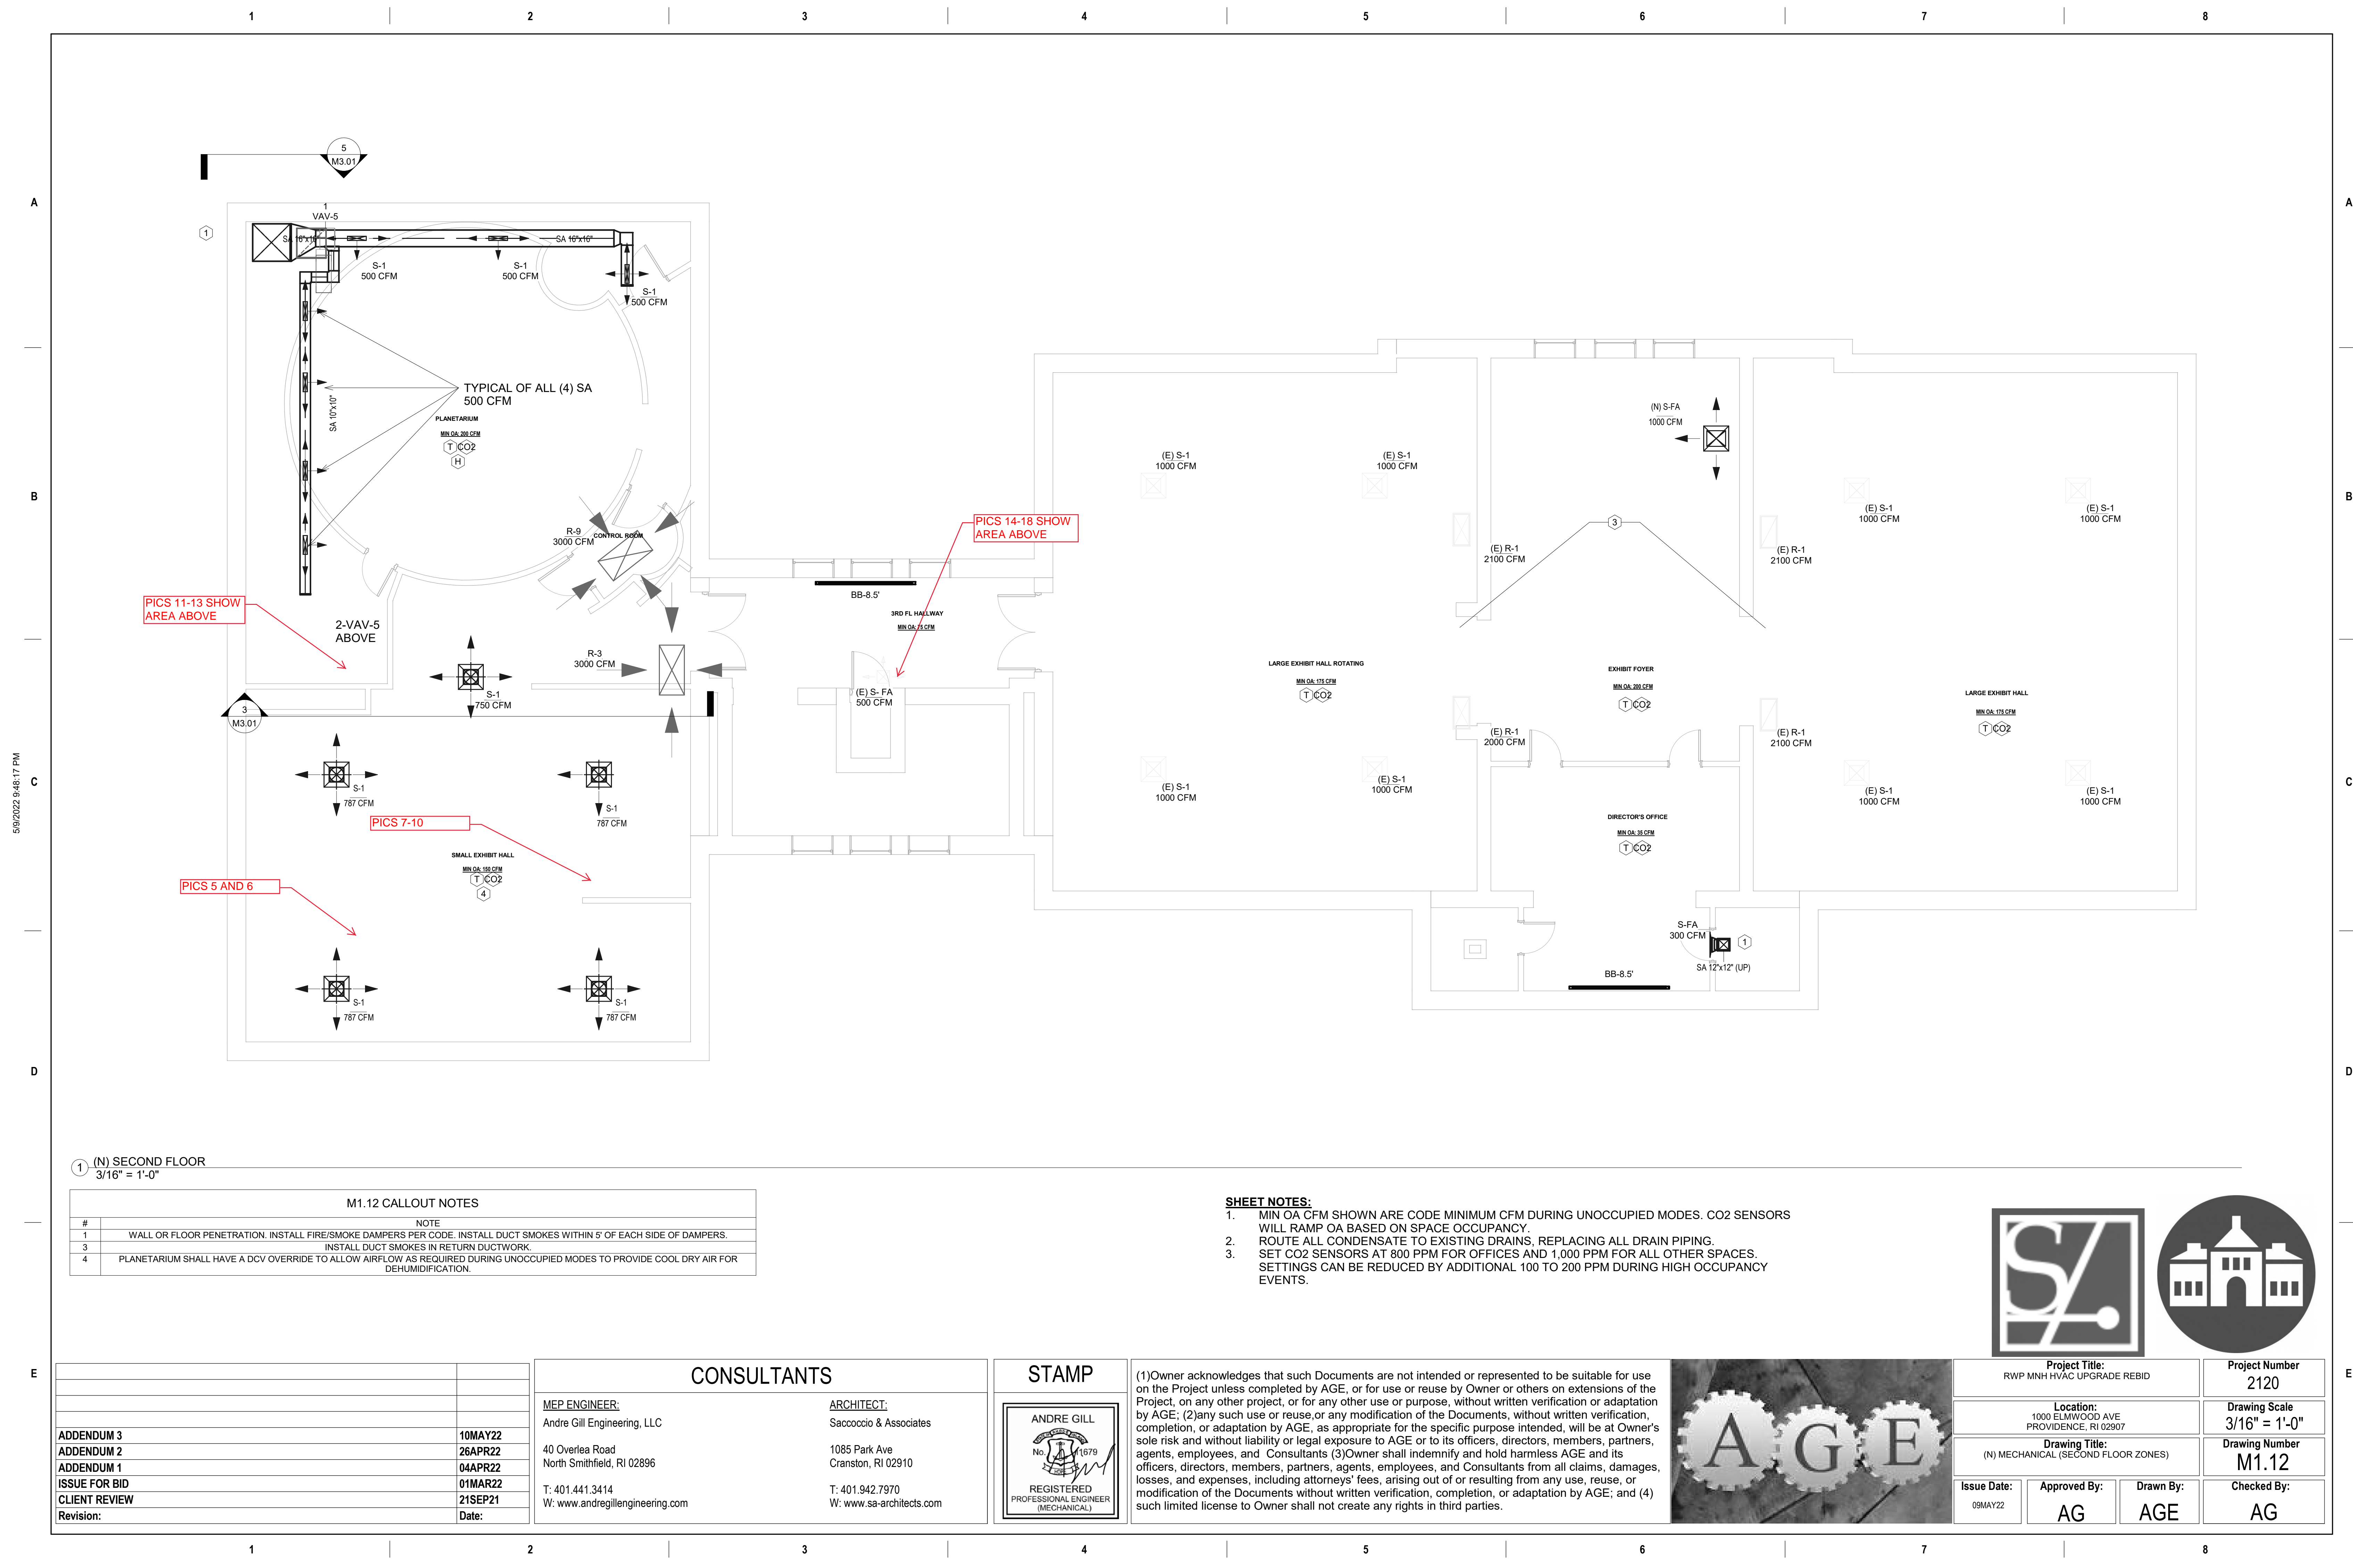 1 2 3 4 5 6 7 8
A A
B B
C C
D D
E E
5/9/2022 9:48:17 PM
5
M3.01
1
1
VAV-5
SA 16"x16"
SA 16"x16"
S-1
500 CFM
S-1
500 CFM
S-1
500 CFM
TYPICAL OF ALL (4) SA
500 CFM
SA 10"x10"
PLANETARIUM
MIN OA: 200 CFM
T CO2
H
R-9
3000 CFM
CONTROL ROOM
PICS 11-13 SHOW
AREA ABOVE
2-VAV-5
ABOVE
R-3
3000 CFM
S-1
750 CFM
3
M3.01
S-1
787 CFM
S-1
787 CFM
PICS 7-10
SMALL EXHIBIT HALL
MIN OA: 150 CFM
T CO2
4
PICS 5 AND 6
S-1
787 CFM
S-1
787 CFM
PICS 14-18 SHOW
AREA ABOVE
BB-8.5'
3RD FL HALLWAY
MIN OA: 75 CFM
(E) S- FA
500 CFM
(E) S-1
1000 CFM
(E) S-1
1000 CFM
(E) R-1
2100 CFM
LARGE EXHIBIT HALL ROTATING
MIN OA: 175 CFM
T CO2
(E) R-1
2000 CFM
(E) S-1
1000 CFM
(E) S-1
1000 CFM
(N) S-FA
1000 CFM
3
EXHIBIT FOYER
MIN OA: 200 CFM
T CO2
DIRECTOR'S OFFICE
MIN OA: 35 CFM
T CO2
S-FA
300 CFM
1
SA 12"x12" (UP)
BB-8.5'
(E) S-1
1000 CFM
(E) S-1
1000 CFM
(E) R-1
2100 CFM
LARGE EXHIBIT HALL
MIN OA: 175 CFM
T CO2
(E) R-1
2100 CFM
(E) S-1
1000 CFM
(E) S-1
1000 CFM
1 (N) SECOND FLOOR
3/16" = 1'-0"
M1.12 CALLOUT NOTES
# NOTE
1 WALL OR FLOOR PENETRATION. INSTALL FIRE/SMOKE DAMPERS PER CODE. INSTALL DUCT SMOKES WITHIN 5' OF EACH SIDE OF DAMPERS.
3 INSTALL DUCT SMOKES IN RETURN DUCTWORK.
4 PLANETARIUM SHALL HAVE A DCV OVERRIDE TO ALLOW AIRFLOW AS REQUIRED DURING UNOCCUPIED MODES TO PROVIDE COOL DRY AIR FOR
DEHUMIDIFICATION.
SHEET NOTES:
1. MIN OA CFM SHOWN ARE CODE MINIMUM CFM DURING UNOCCUPIED MODES. CO2 SENSORS
WILL RAMP OA BASED ON SPACE OCCUPANCY.
2. ROUTE ALL CONDENSATE TO EXISTING DRAINS, REPLACING ALL DRAIN PIPING.
3. SET CO2 SENSORS AT 800 PPM FOR OFFICES AND 1,000 PPM FOR ALL OTHER SPACES.
SETTINGS CAN BE REDUCED BY ADDITIONAL 100 TO 200 PPM DURING HIGH OCCUPANCY
EVENTS.
ADDENDUM 3 10MAY22
ADDENDUM 2 26APR22
ADDENDUM 1 04APR22
ISSUE FOR BID 01MAR22
CLIENT REVIEW 21SEP21
Revision: Date:
CONSULTANTS
MEP ENGINEER:
Andre Gill Engineering, LLC
40 Overlea Road
North Smithfield, RI 02896
T: 401.441.3414
W: www.andregillengineering.com
ARCHITECT:
Saccoccio & Associates
1085 Park Ave
Cranston, RI 02910
T: 401.942.7970
W: www.sa-architects.com
STAMP
ANDRE GILL
No. 1679
REGISTERED
PROFESSIONAL ENGINEER
(MECHANICAL)
(1)Owner acknowledges that such Documents are not intended or represented to be suitable for use
on the Project unless completed by AGE, or for use or reuse by Owner or others on extensions of the
Project, on any other project, or for any other use or purpose, without written verification or adaptation
by AGE; (2)any such use or reuse,or any modification of the Documents, without written verification,
completion, or adaptation by AGE, as appropriate for the specific purpose intended, will be at Owner's
sole risk and without liability or legal exposure to AGE or to its officers, directors, members, partners,
agents, employees, and Consultants (3)Owner shall indemnify and hold harmless AGE and its
officers, directors, members, partners, agents, employees, and Consultants from all claims, damages,
losses, and expenses, including attorneys' fees, arising out of or resulting from any use, reuse, or
modification of the Documents without written verification, completion, or adaptation by AGE; and (4)
such limited license to Owner shall not create any rights in third parties.
A G E
Project Title:
RWP MNH HVAC UPGRADE REBID
Location:
1000 ELMWOOD AVE
PROVIDENCE, RI 02907
Drawing Title:
(N) MECHANICAL (SECOND FLOOR ZONES)
Issue Date:
09MAY22
Approved By:
AG
Drawn By:
AGE
Project Number
2120
Drawing Scale
3/16" = 1'-0"
Drawing Number
M1.12
Checked By:
AG
1 2 3 4 5 6 7 8